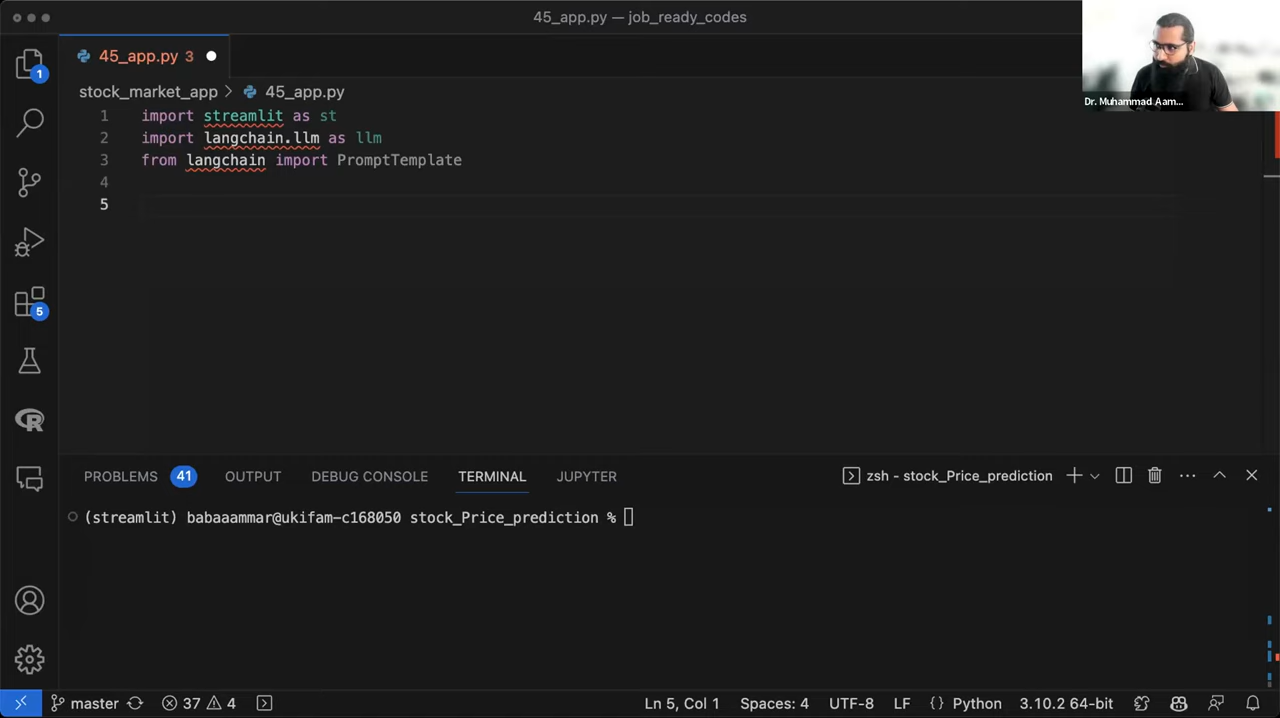 45_app.py — job_ready_codes
45_app.py 3
1
stock_market_app > 45_app.py
Dr. Muhammad Aam...
1 import streamlit as st
2 import langchain.llm as llm
3 from langchain import PromptTemplate
4
5
5
PROBLEMS 41 OUTPUT DEBUG CONSOLE TERMINAL JUPYTER zsh - stock_Price_prediction
(streamlit) babaaammar@ukifam-c168050 stock_Price_prediction %
R
master 37 4 Ln 5, Col 1 Spaces: 4 UTF-8 LF {} Python 3.10.2 64-bit